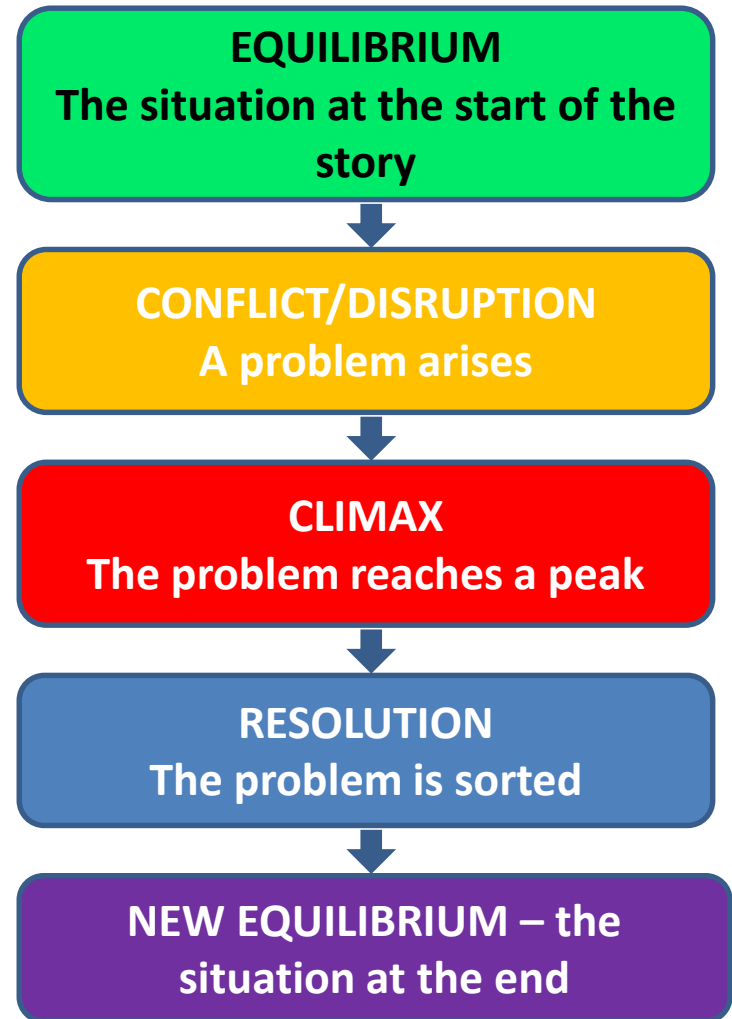 EQUILIBRIUM
The situation at the start of the
story
CONFLICT/DISRUPTION
A problem arises
CLIMAX
The problem reaches a peak
RESOLUTION
The problem is sorted
NEW EQUILIBRIUM – the
situation at the end